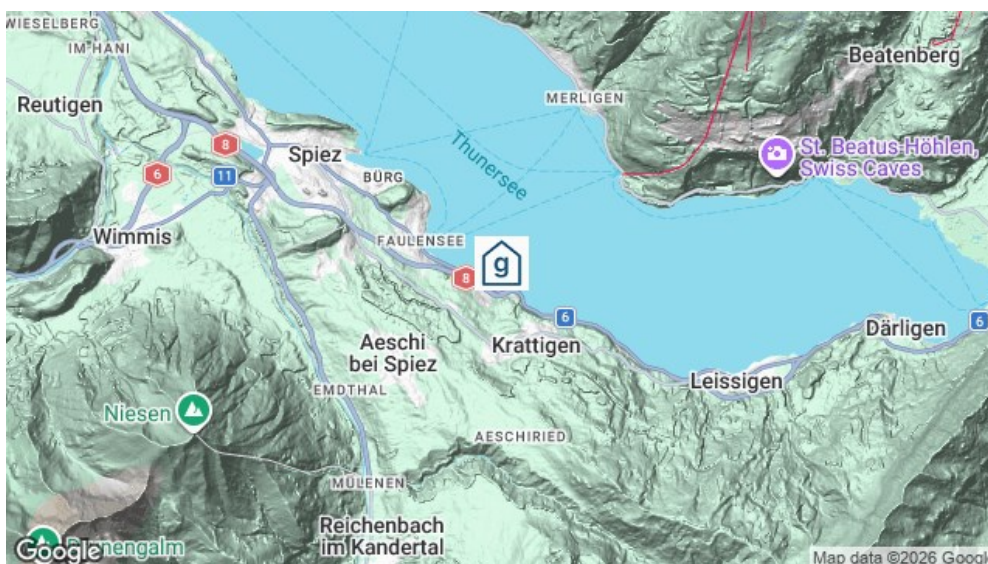 WIESELBERG
IM HANI
Reutigen
8
6
11
Wimmis
Spiez
BÜRG
FAULENSEE
Thunersee
MERLIGEN
Beatenberg
St. Beatus-Höhlen,
Swiss Caves
8
g
6
6
Krattigen
Därligen
Leissigen
Aeschi
bei Spiez
EMDTHAL
Niesen
AESCHIRIED
MÜLENEN
Reichenbach
im Kandertal
Google
Map data ©2026 Google